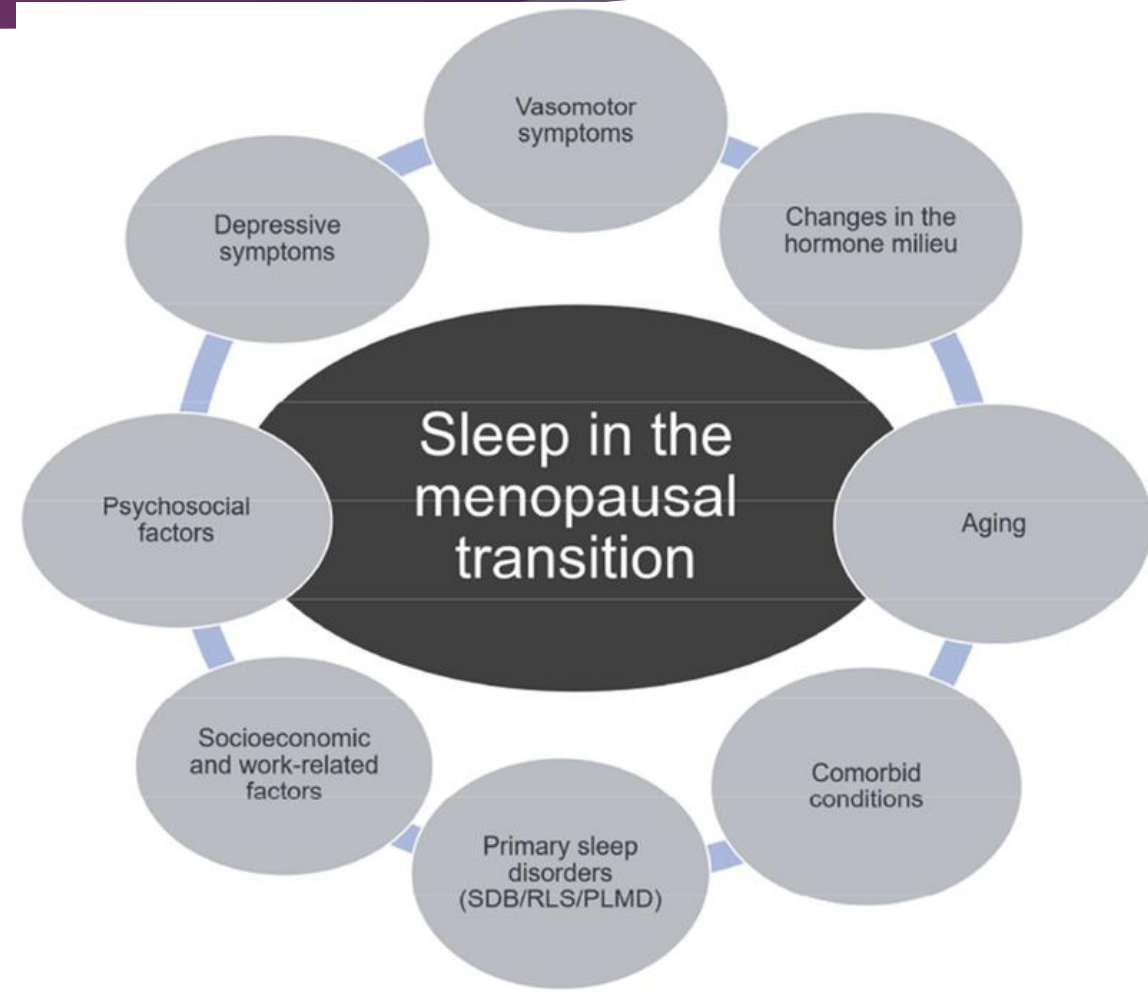 Vasomotor
symptoms
Changes in the
hormone milieu
Aging
Comorbid
conditions
Primary sleep
disorders
(SDB/RLS/PLMD)
Socioeconomic
and work-related
factors
Psychosocial
factors
Depressive
symptoms
Sleep in the
menopausal
transition